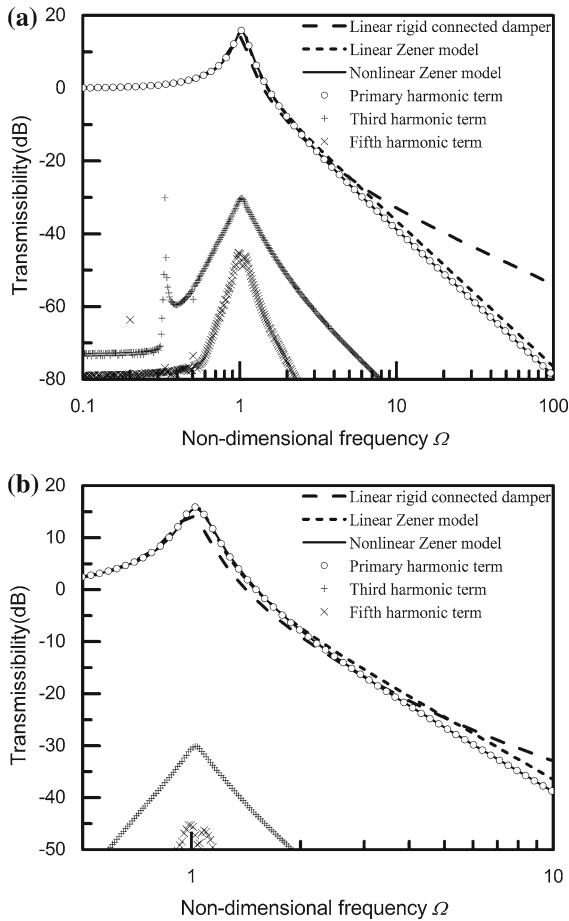 (a)
20
0
-20
-40
-60
-80
Transmissibility(dB)
Linear rigid connected damper
Linear Zener model
Nonlinear Zener model
Primary harmonic term
Third harmonic term
Fifth harmonic term
0.1
1
10
100
Non-dimensional frequency Ω
(b)
20
10
0
-10
-20
-30
-40
-50
Transmissibility(dB)
Linear rigid connected damper
Linear Zener model
Nonlinear Zener model
Primary harmonic term
Third harmonic term
Fifth harmonic term
1
10
Non-dimensional frequency Ω